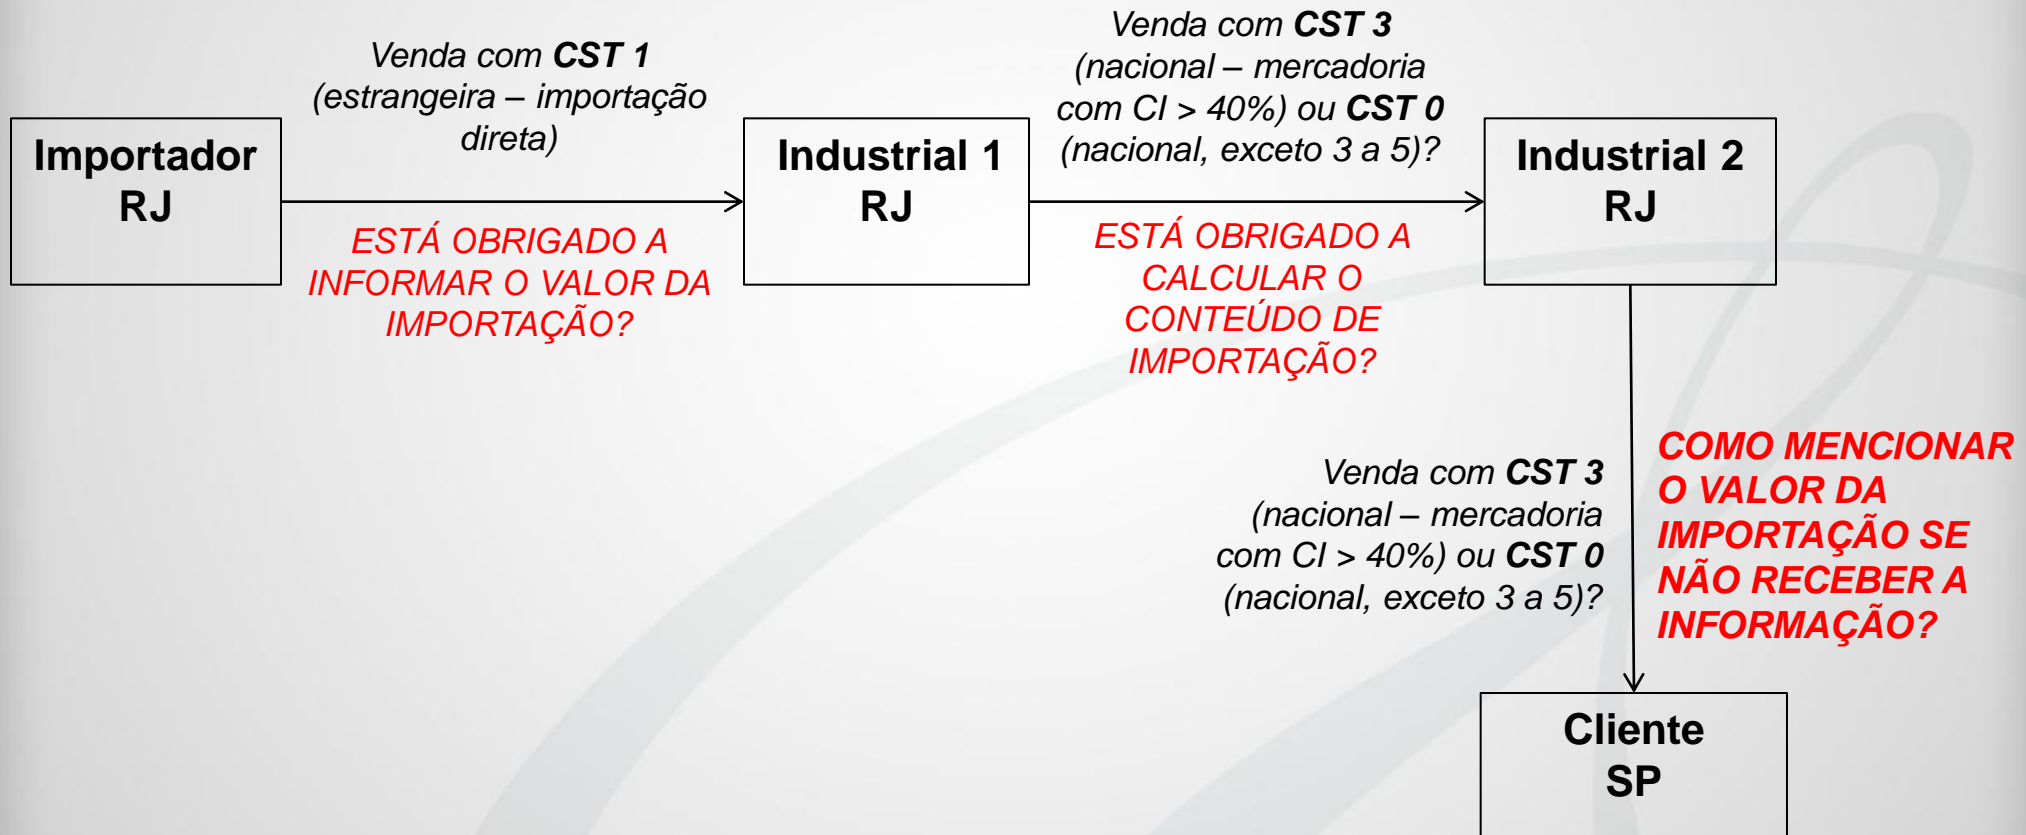 Venda com CST 1
(estrangeira – importação
direta)
Venda com CST 3
(nacional – mercadoria
com CI > 40%) ou CST 0
(nacional, exceto 3 a 5)?
Importador
RJ
Industrial 1
RJ
Industrial 2
RJ
ESTÁ OBRIGADO A
INFORMAR O VALOR DA
IMPORTAÇÃO?
ESTÁ OBRIGADO A
CALCULAR O
CONTEÚDO DE
IMPORTAÇÃO?
Venda com CST 3
(nacional – mercadoria
com CI > 40%) ou CST 0
(nacional, exceto 3 a 5)?
COMO MENCIONAR
O VALOR DA
IMPORTAÇÃO SE
NÃO RECEBER A
INFORMAÇÃO?
Cliente
SP